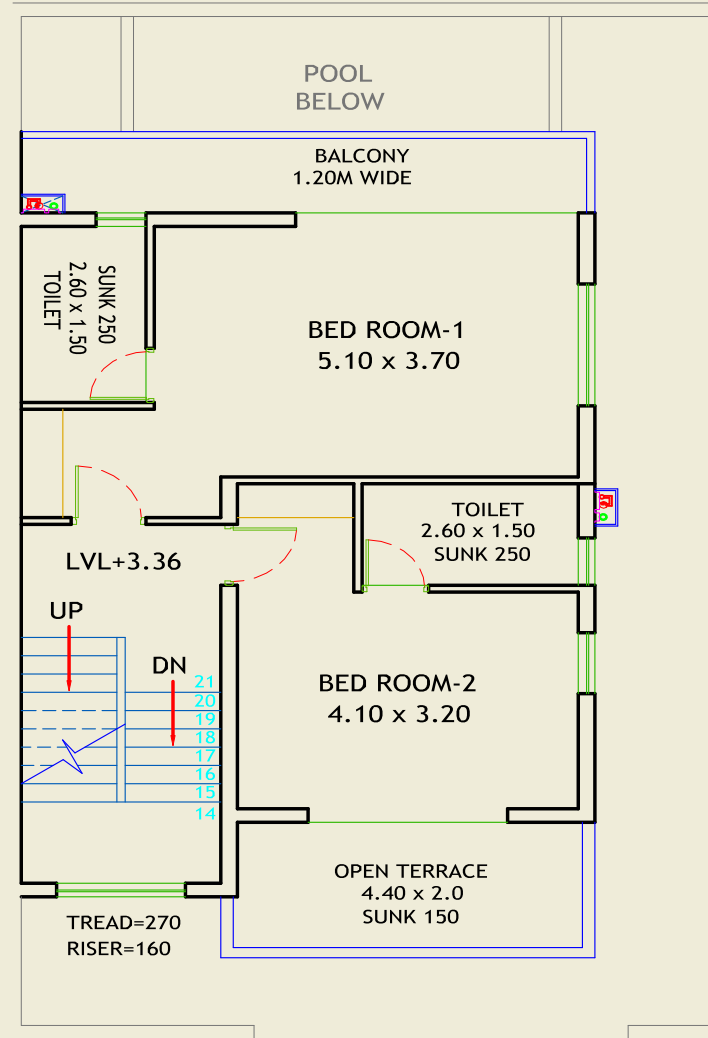 POOL
BELOW
BALCONY
1.20M WIDE
SUNK 250
2.60 x 1.50
TOILET
BED ROOM-1
5.10 x 3.70
TOILET
2.60 x 1.50
SUNK 250
LVL+3.36
UP
DN
21
20
19
18
17
16
15
14
BED ROOM-2
4.10 x 3.20
OPEN TERRACE
4.40 x 2.0
SUNK 150
TREAD=270
RISER=160